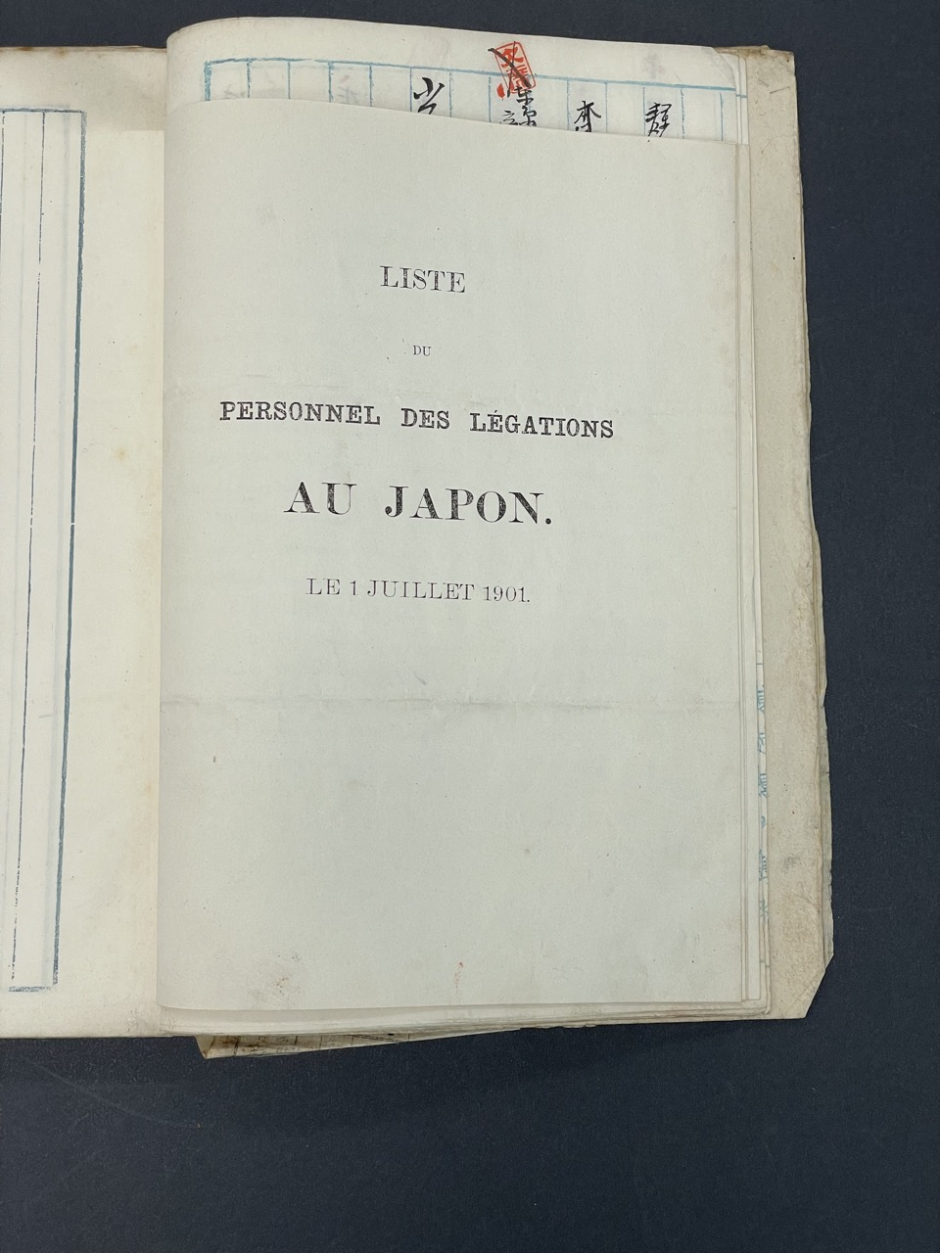 LISTE
DU
PERSONNEL DES LÉGATIONS
AU JAPON.
LE 1 JUILLET 1901.